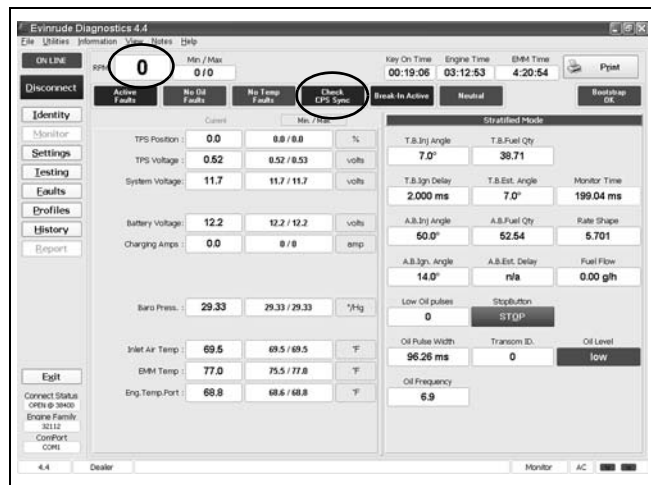 Evinrude Diagnostics 4.4
File Utilities Information View Notes Help
ON LINE
RPM 0
Min / Max
0 / 0
Key On Time Engine Time EMM Time
00:19:06 03:12:53 4:20:54
Print
Disconnect
Active Faults
No Oil Faults
No Temp Faults
Check CPS Sync
Break-In Active
Neutral
Bootstrap OK
Identity
Monitor
Settings
Testing
Faults
Profiles
History
Report
Current Min. / Max.
TPS Position : 0.0 0.0 / 0.0 %
TPS Voltage : 0.52 0.52 / 0.53 volts
System Voltage: 11.7 11.7 / 11.7 volts
Battery Voltage: 12.2 12.2 / 12.2 volts
Charging Amps : 0.0 0 / 0 amp
Baro Press. : 29.33 29.33 / 29.33 "/Hg
Inlet Air Temp : 69.5 69.5 / 69.5 °F
EMM Temp : 77.0 75.5 / 77.0 °F
Eng.Temp.Port : 68.8 68.6 / 68.8 °F
Stratified Mode
T.B.Inj Angle T.B.Fuel Qty
7.0° 38.71
T.B.Ign Delay T.B.Est. Angle Monitor Time
2.000 ms 7.0° 199.04 ms
A.B.Inj Angle A.B.Fuel Qty Rate Shape
50.0° 52.54 5.701
A.B.Ign. Angle A.B.Est. Delay Fuel Flow
14.0° n/a 0.00 g/h
Low Oil pulses StopButton
0 STOP
Oil Pulse Width Transom ID. Oil Level
96.26 ms 0 low
Oil Frequency
6.9
Exit
Connect Status
OPEN @ 38400
Engine Family
32112
ComPort
COM1
4.4 Dealer Monitor AC